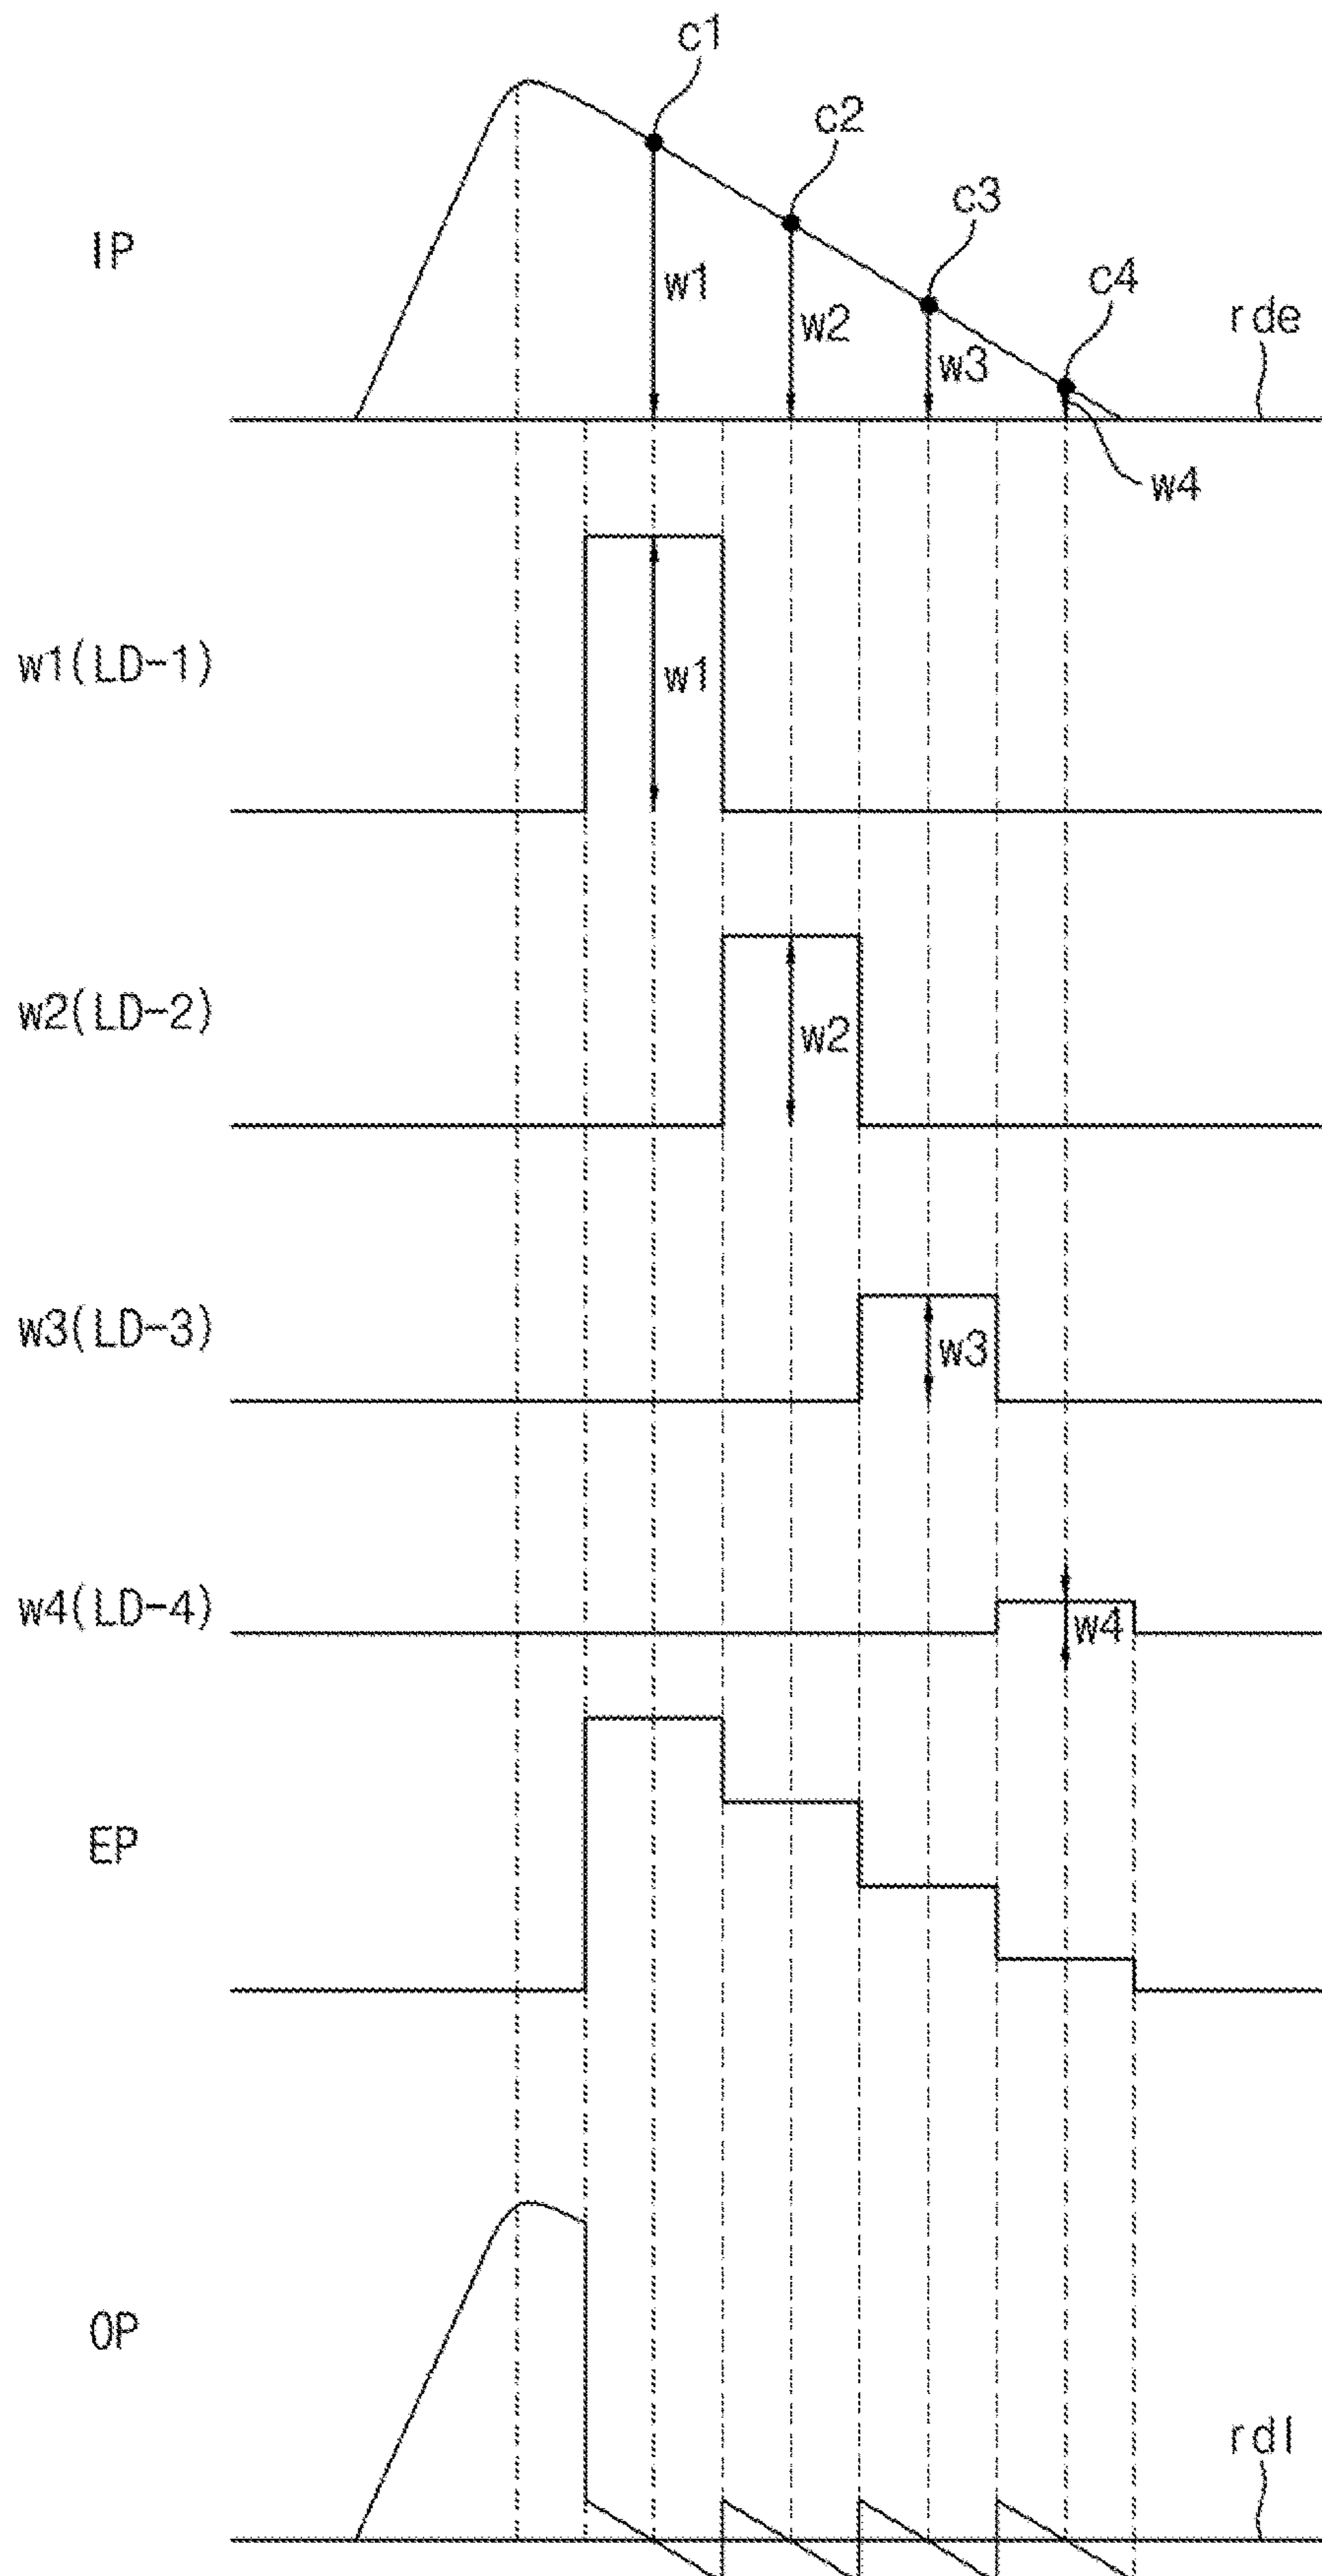 c1
c2
c3
c4
IP
w1
w2
w3
rde
w4
w1(LD-1)
w1
w2(LD-2)
w2
w3(LD-3)
w3
w4(LD-4)
w4
EP
OP
rdl